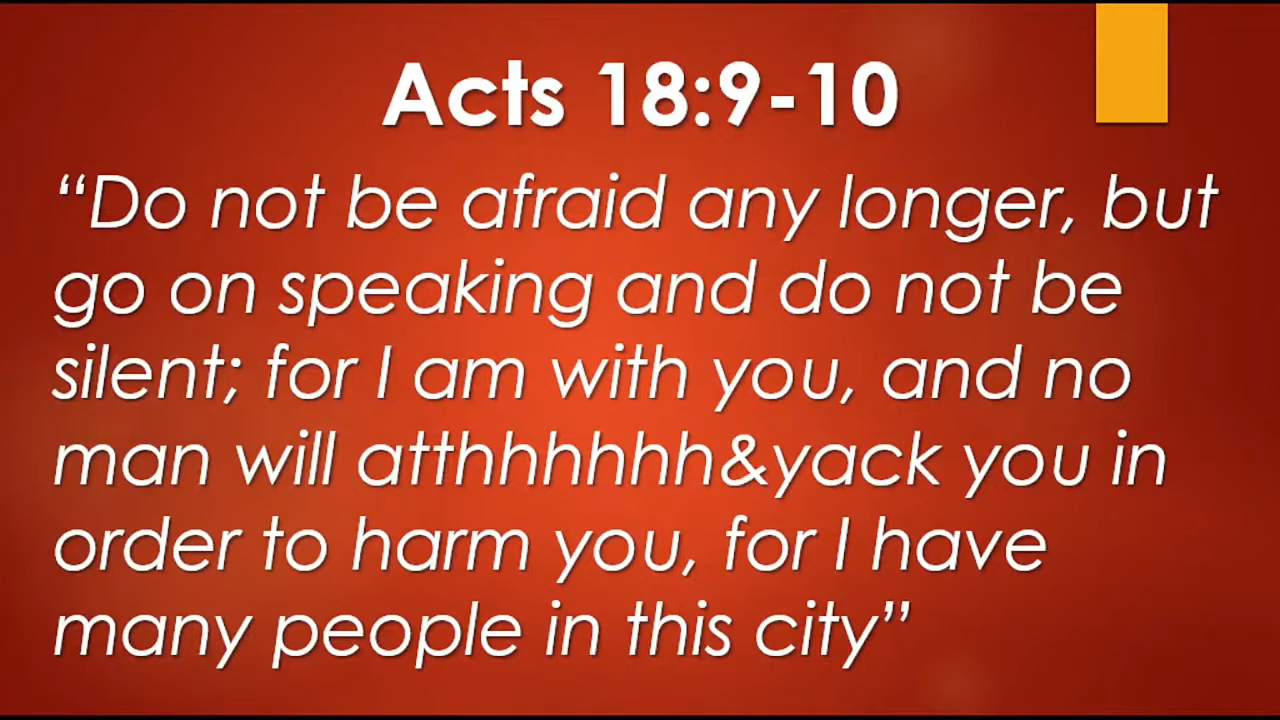 Acts 18:9-10
“Do not be afraid any longer, but
go on speaking and do not be
silent; for I am with you, and no
man will atthhhhhhh&yack you in
order to harm you, for I have
many people in this city”